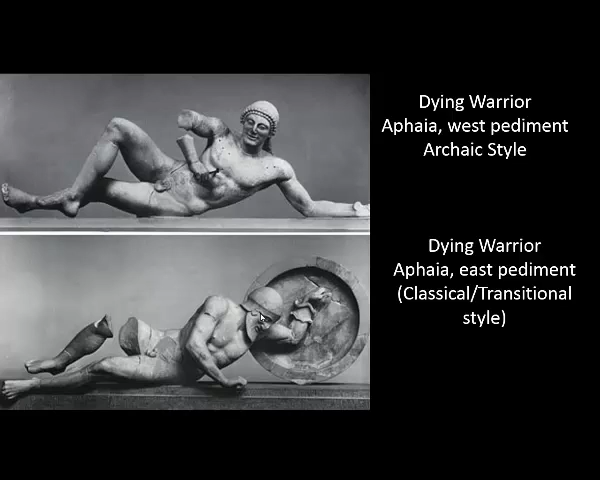 Dying Warrior
Aphaia, west pediment
Archaic Style
Dying Warrior
Aphaia, east pediment
(Classical/Transitional
style)